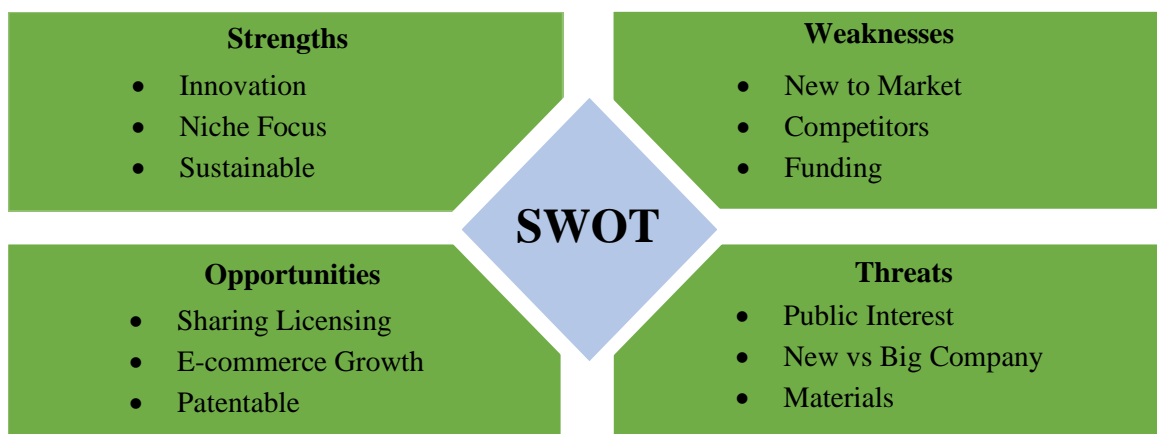 Strengths
• Innovation
• Niche Focus
• Sustainable
Weaknesses
• New to Market
• Competitors
• Funding
SWOT
Opportunities
• Sharing Licensing
• E-commerce Growth
• Patentable
Threats
• Public Interest
• New vs Big Company
• Materials